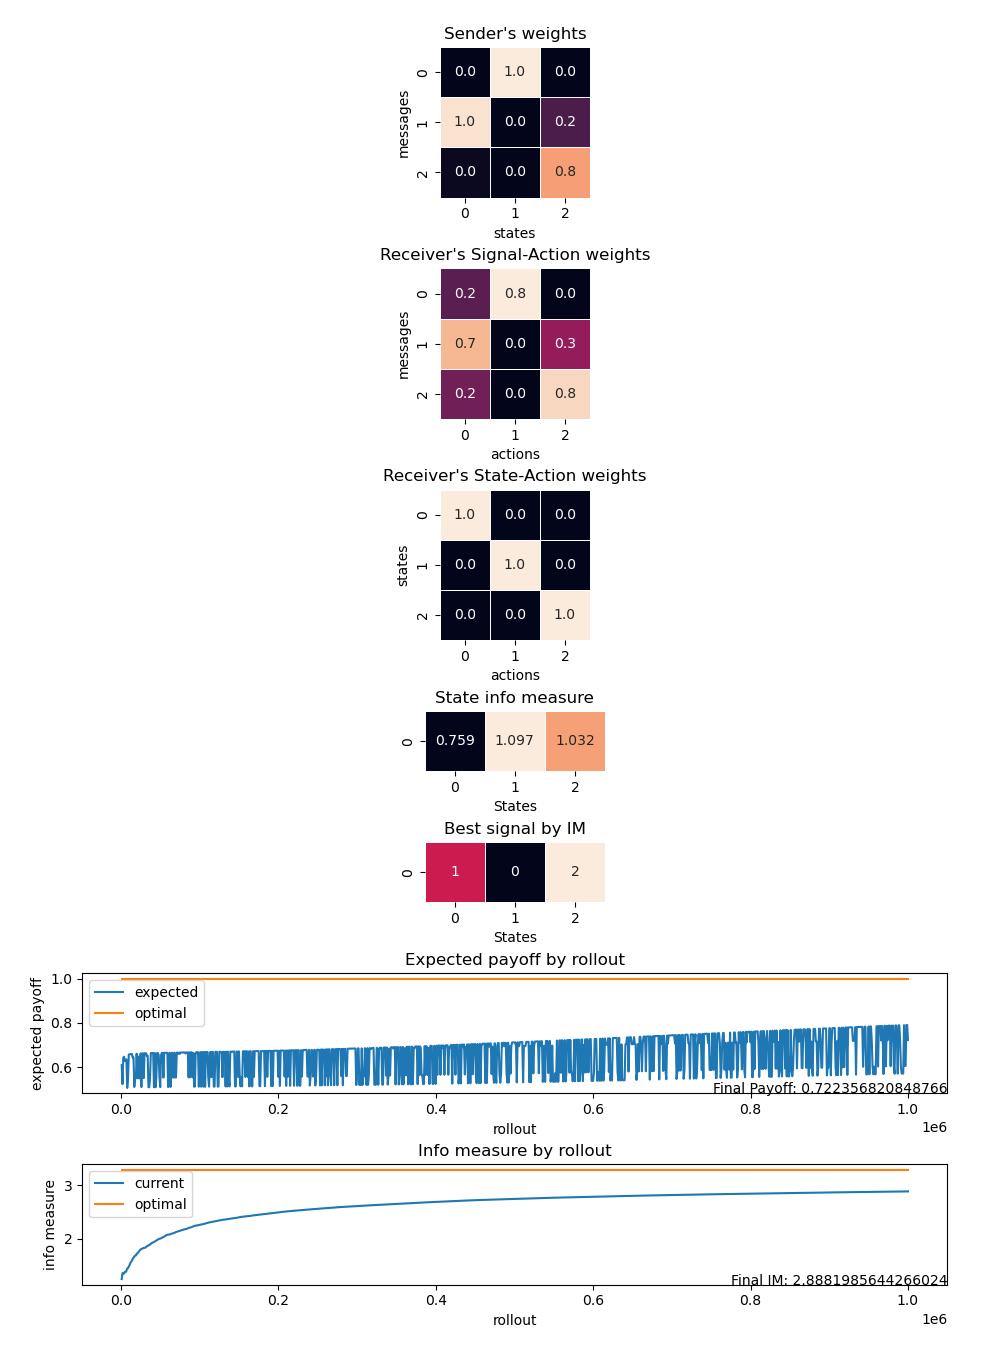 Sender's weights
messages
0 0.0 1.0 0.0
1 1.0 0.0 0.2
2 0.0 0.0 0.8
0 1 2
states
Receiver's Signal-Action weights
messages
0 0.2 0.8 0.0
1 0.7 0.0 0.3
2 0.2 0.0 0.8
0 1 2
actions
Receiver's State-Action weights
states
0 1.0 0.0 0.0
1 0.0 1.0 0.0
2 0.0 0.0 1.0
0 1 2
actions
State info measure
0 0.759 1.097 1.032
0 1 2
States
Best signal by IM
0 1 0 2
0 1 2
States
Expected payoff by rollout
expected payoff
1.0
0.8
0.6
expected
optimal
Final Payoff: 0.722356820848766
0.0 0.2 0.4 0.6 0.8 1.0
1e6
rollout
Info measure by rollout
info measure
3
2
current
optimal
Final IM: 2.8881985644266024
0.0 0.2 0.4 0.6 0.8 1.0
1e6
rollout